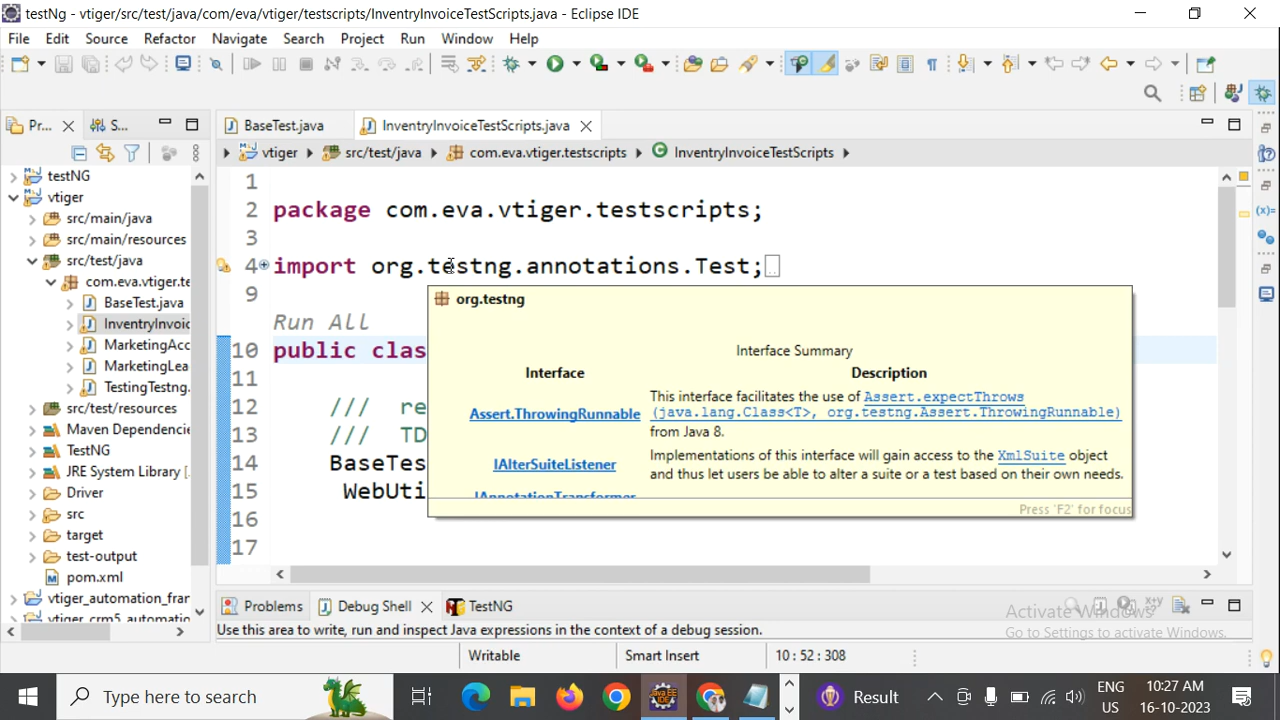 testNg - vtiger/src/test/java/com/eva/vtiger/testscripts/InventryInvoiceTestScripts.java - Eclipse IDE
File Edit Source Refactor Navigate Search Project Run Window Help
Pr... S...
BaseTest.java InventryInvoiceTestScripts.java
vtiger src/test/java com.eva.vtiger.testscripts InventryInvoiceTestScripts
testNG
vtiger
src/main/java
src/main/resources
src/test/java
com.eva.vtiger.te
BaseTest.java
InventryInvoic
MarketingAcc
MarketingLea
TestingTestng.
src/test/resources
Maven Dependencie
TestNG
JRE System Library [
Driver
src
target
test-output
pom.xml
vtiger_automation_frar
vtiger_crm5_automatio
1
2 package com.eva.vtiger.testscripts;
3
4 import org.testng.annotations.Test;
9
Run All
10 public clas
11
12 /// re
13 /// TD
14 BaseTes
15 WebUti
16
17
org.testng
Interface Summary
Interface Description
Assert.ThrowingRunnable This interface facilitates the use of Assert.expectThrows
(java.lang.Class<T>, org.testng.Assert.ThrowingRunnable)
from Java 8.
IAlterSuiteListener Implementations of this interface will gain access to the XmlSuite object
and thus let users be able to alter a suite or a test based on their own needs.
IAnnotationTransformer
Press 'F2' for focus
Problems Debug Shell TestNG
Use this area to write, run and inspect Java expressions in the context of a debug session.
Activate Windows
Go to Settings to activate Windows.
Writable Smart Insert 10 : 52 : 308
Type here to search
Result
ENG
US
10:27 AM
16-10-2023